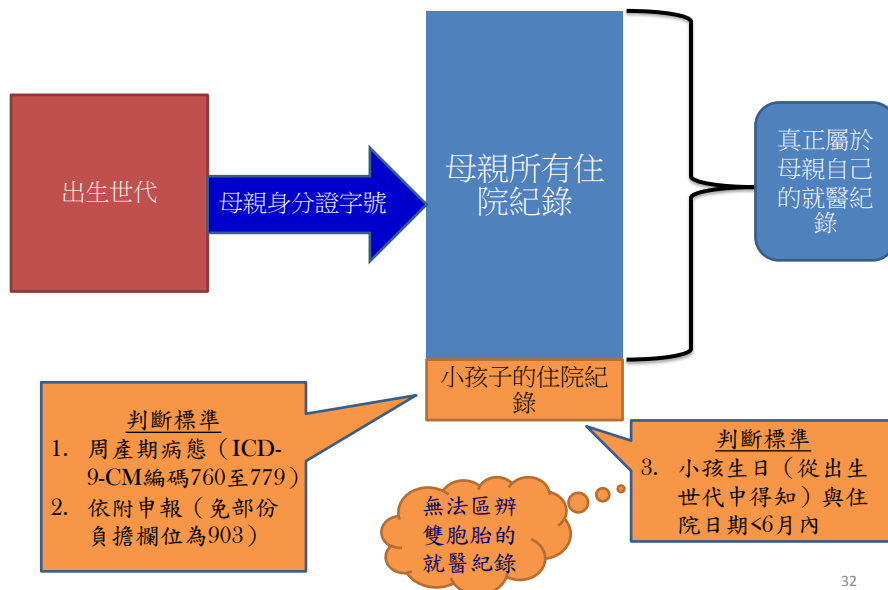 出生世代
母親身分證字號
母親所有住
院紀錄
真正屬於
母親自己
的就醫紀
錄
小孩子的住院紀
錄
判斷標準
1. 周產期病態（ICD-
9-CM編碼760至779）
2. 依附申報（免部份
負擔欄位為903）
無法區辨
雙胞胎的
就醫紀錄
判斷標準
3. 小孩生日（從出生
世代中得知）與住
院日期<6月內
32